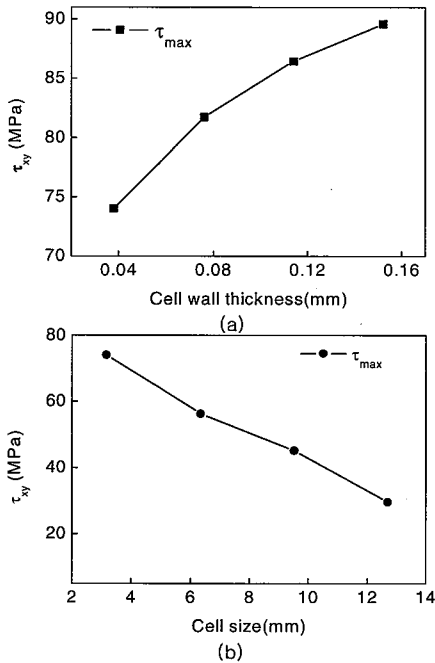 90
τmax
85
80
75
70
τxy (MPa)
0.04 0.08 0.12 0.16
Cell wall thickness(mm)
(a)
80
τmax
60
40
20
τxy (MPa)
2 4 6 8 10 12 14
Cell size(mm)
(b)